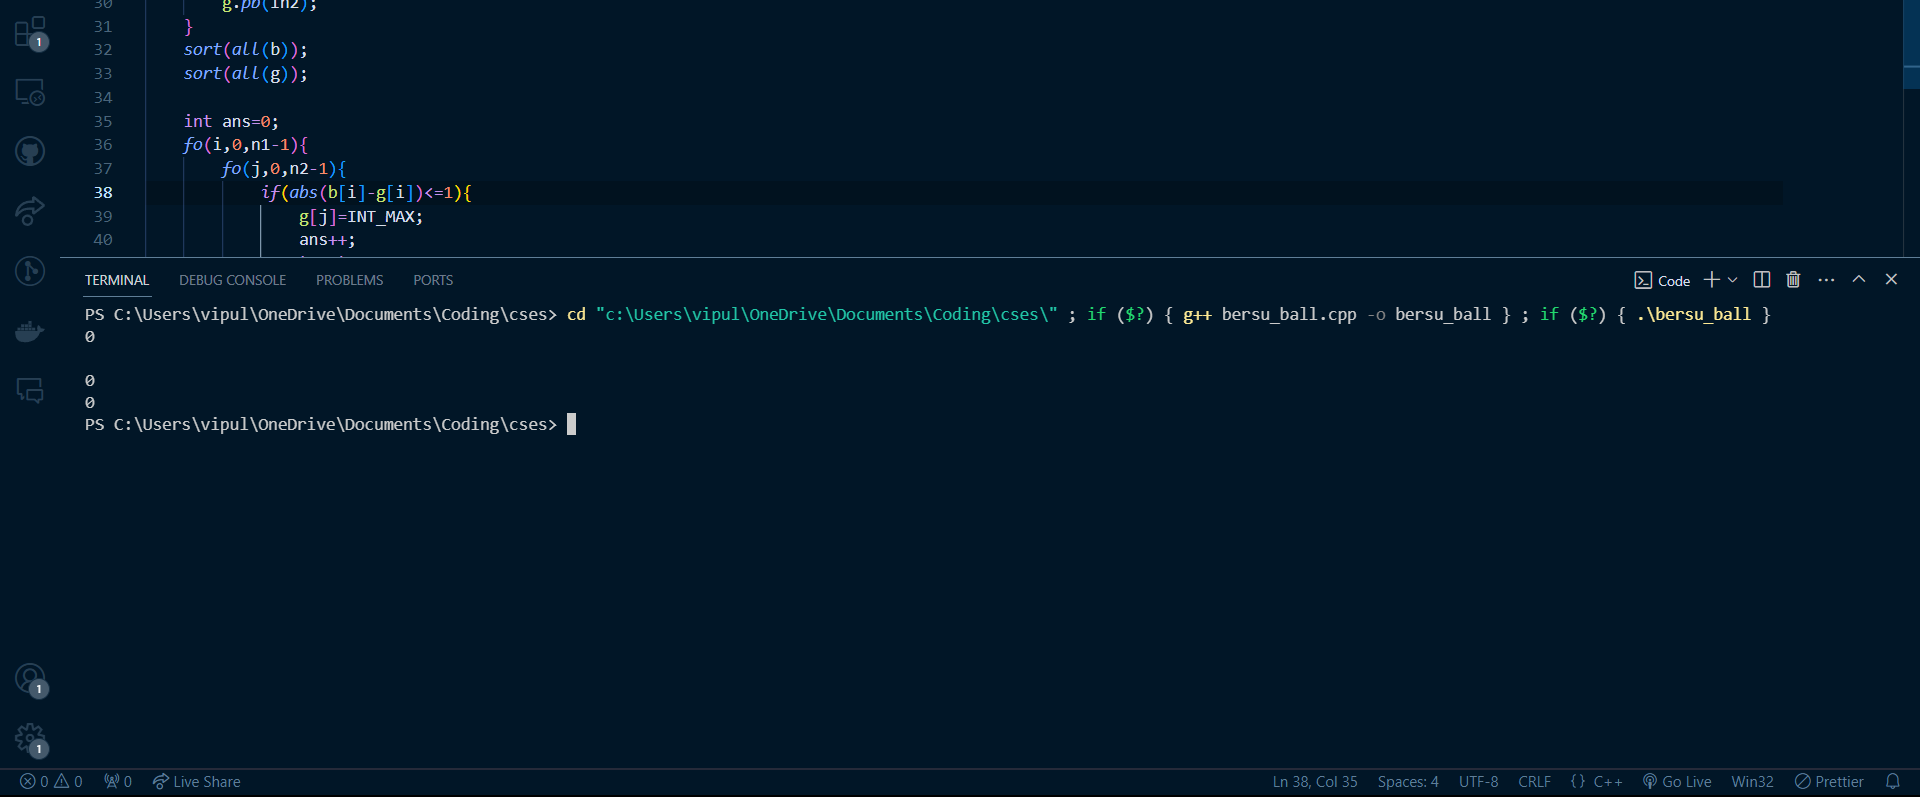 30 g.pb(in2);
31 }
32 sort(all(b));
33 sort(all(g));
34
35 int ans=0;
36 fo(i,0,n1-1){
37 fo(j,0,n2-1){
38 if(abs(b[i]-g[i])<=1){
39 g[j]=INT_MAX;
40 ans++;
1
TERMINAL DEBUG CONSOLE PROBLEMS PORTS Code
PS C:\Users\vipul\OneDrive\Documents\Coding\cses> cd "c:\Users\vipul\OneDrive\Documents\Coding\cses\" ; if ($?) { g++ bersu_ball.cpp -o bersu_ball } ; if ($?) { .\bersu_ball }
0
0
0
PS C:\Users\vipul\OneDrive\Documents\Coding\cses>
1
1
0 0 0 Live Share Ln 38, Col 35 Spaces: 4 UTF-8 CRLF {} C++ Go Live Win32 Prettier